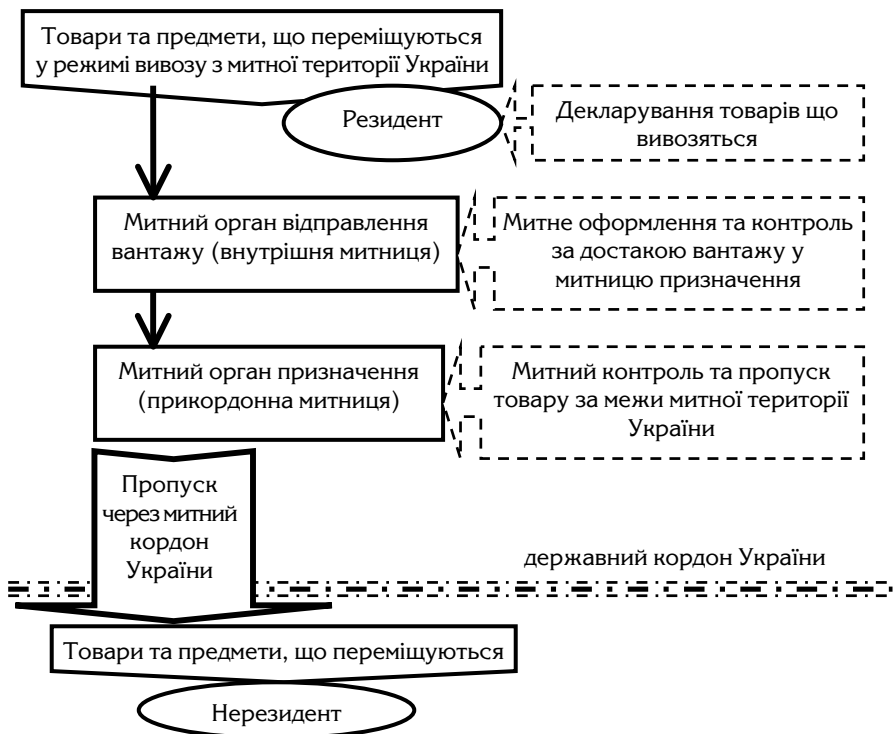 Товари та предмети, що переміщуються
у режимі вивозу з митної території України
Резидент
Декларування товарів що
вивозяться
Митний орган відправлення
вантажу (внутрішня митниця)
Митне оформлення та контроль
за достакою вантажу у
митницю призначення
Митний орган призначення
(прикордонна митниця)
Митний контроль та пропуск
товару за межи митної території
України
Пропуск
через митний
кордон
України
державний кордон України
Товари та предмети, що переміщуються
Нерезидент